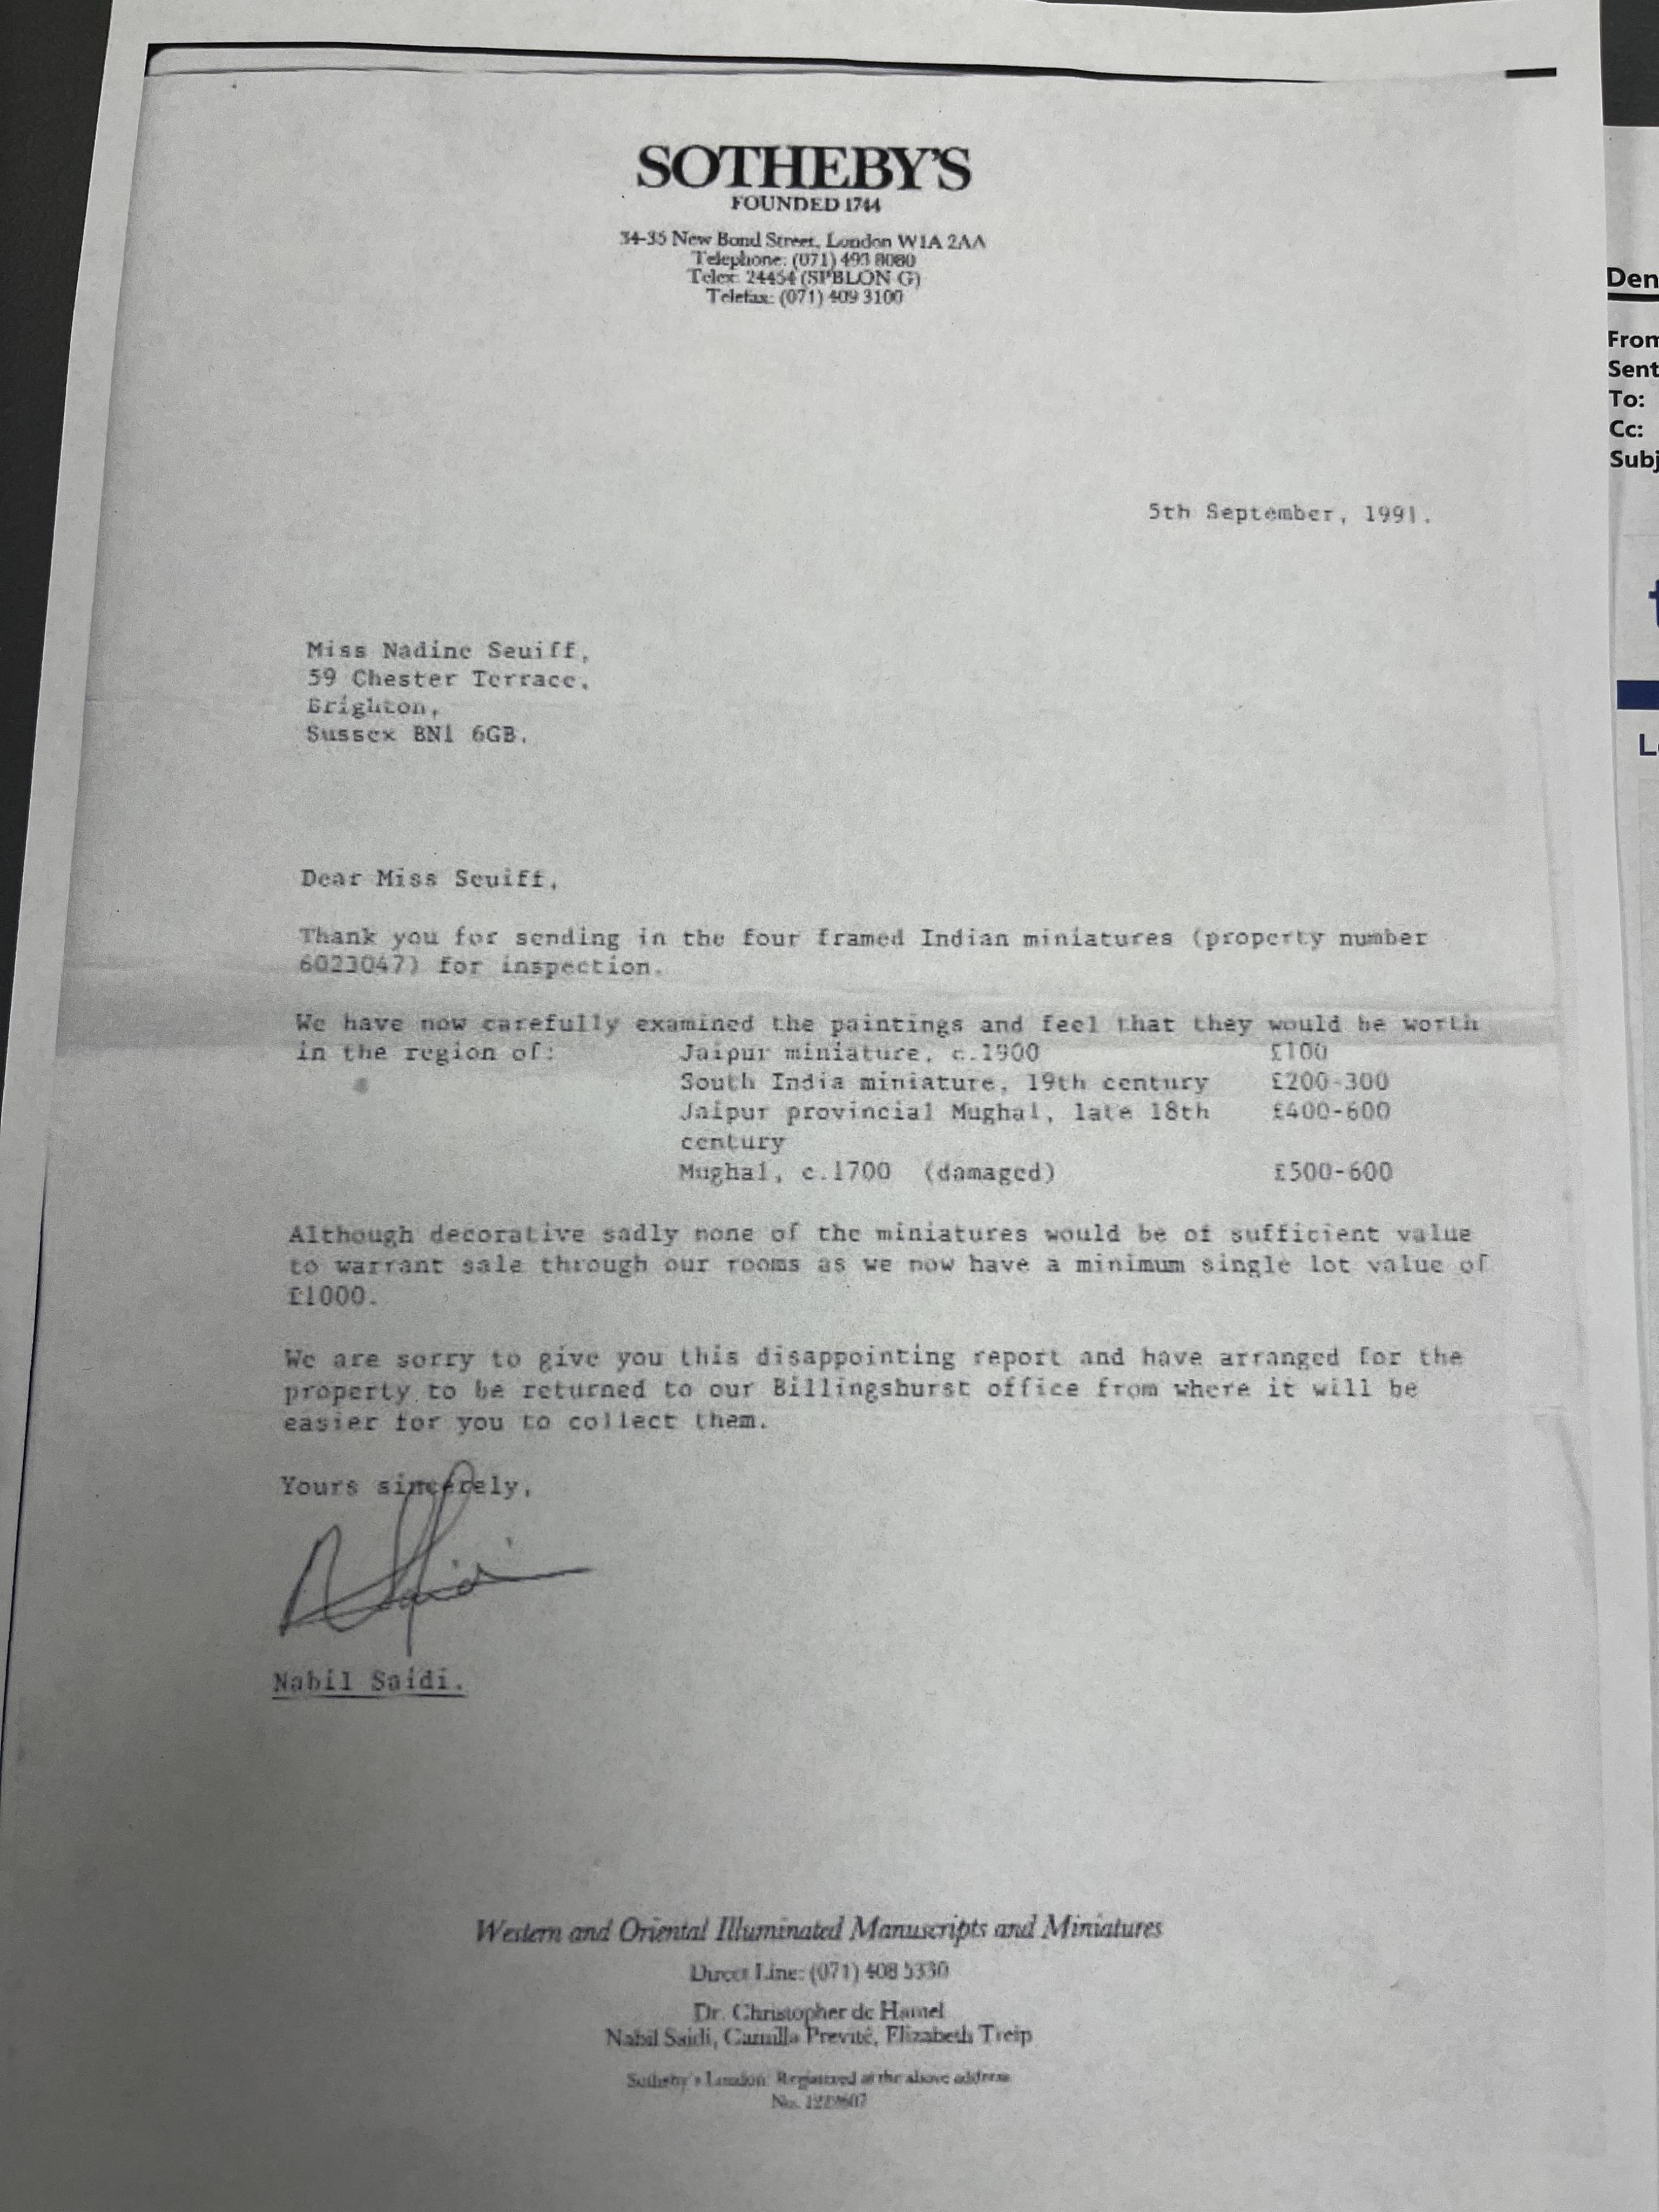 SOTHEBY'S
FOUNDED 1744
34-35 New Bond Street, London W1A 2AA
Telephone: (071) 493 8080
Telex: 24454 (SPBLON G)
Telefax: (071) 409 3100
5th September, 1991.
Miss Nadine Seuiff,
59 Chester Terrace,
Brighton,
Sussex BN1 6GB.
Dear Miss Seuiff,
Thank you for sending in the four framed Indian miniatures (property number
6023047) for inspection.
We have now carefully examined the paintings and feel that they would be worth
in the region of: Jaipur miniature, c.1900 £100
South India miniature, 19th century £200-300
Jaipur provincial Mughal, late 18th £400-600
century
Mughal, c.1700 (damaged) £500-600
Although decorative sadly none of the miniatures would be of sufficient value
to warrant sale through our rooms as we now have a minimum single lot value of
£1000.
We are sorry to give you this disappointing report and have arranged for the
property to be returned to our Billingshurst office from where it will be
easier for you to collect them.
Yours sincerely,
Nabil Saidi.
Western and Oriental Illuminated Manuscripts and Miniatures
Direct Line: (071) 408 5330
Dr. Christopher de Hamel
Nabil Saidi, Camilla Previté, Elizabeth Treip
Sotheby's London: Registered at the above address
No.
Den
From
Sent
To:
Cc:
Subj
t
L